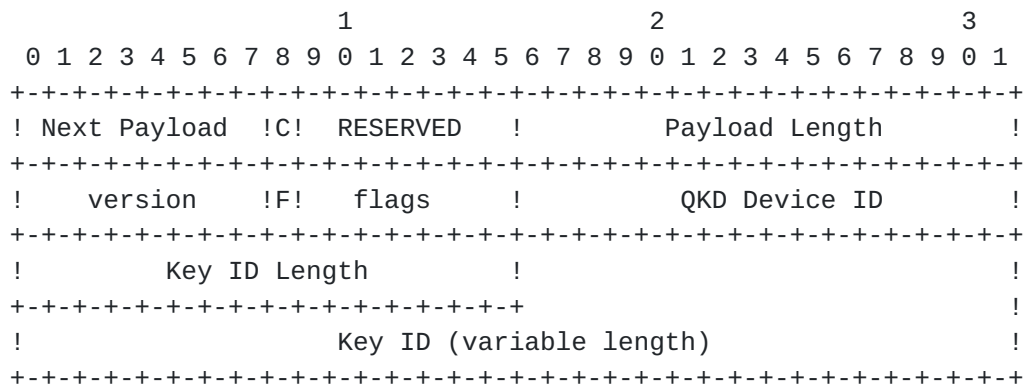 1                   2                   3
 0 1 2 3 4 5 6 7 8 9 0 1 2 3 4 5 6 7 8 9 0 1 2 3 4 5 6 7 8 9 0 1
+-+-+-+-+-+-+-+-+-+-+-+-+-+-+-+-+-+-+-+-+-+-+-+-+-+-+-+-+-+-+-+-+
! Next Payload  !C!  RESERVED   !         Payload Length        !
+-+-+-+-+-+-+-+-+-+-+-+-+-+-+-+-+-+-+-+-+-+-+-+-+-+-+-+-+-+-+-+-+
!    version    !F!   flags     !          QKD Device ID        !
+-+-+-+-+-+-+-+-+-+-+-+-+-+-+-+-+-+-+-+-+-+-+-+-+-+-+-+-+-+-+-+-+
!         Key ID Length         !                               !
+-+-+-+-+-+-+-+-+-+-+-+-+-+-+-+-+                               !
!                    Key ID (variable length)                   !
+-+-+-+-+-+-+-+-+-+-+-+-+-+-+-+-+-+-+-+-+-+-+-+-+-+-+-+-+-+-+-+-+